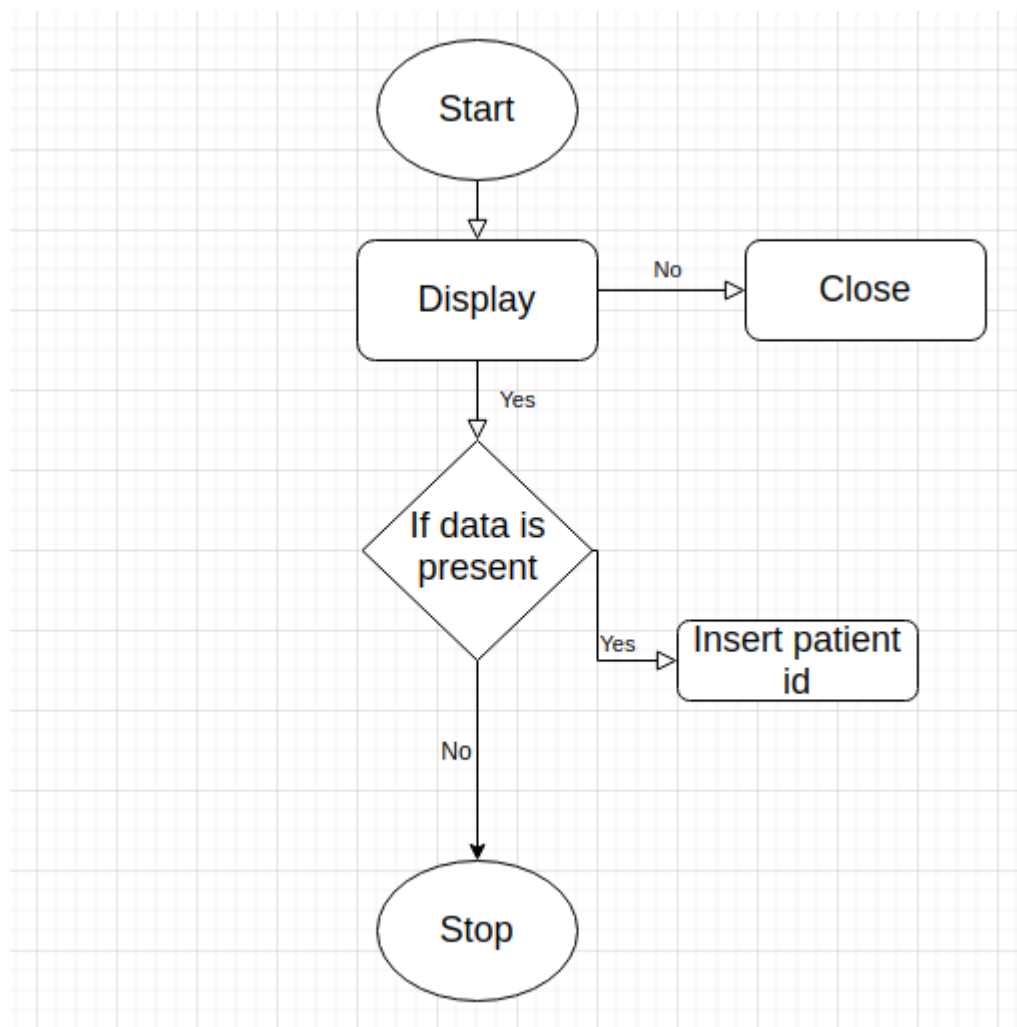 Start
Display
No
Close
Yes
If data is
present
Yes
Insert patient
id
No
Stop